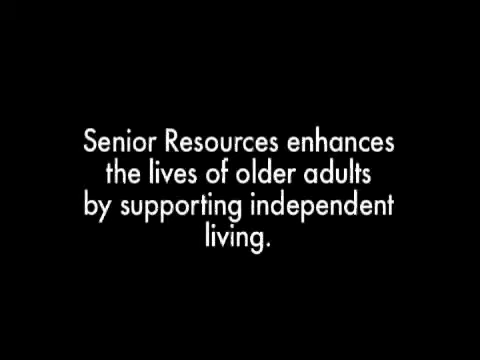 Senior Resources enhances
the lives of older adults
by supporting independent
living.